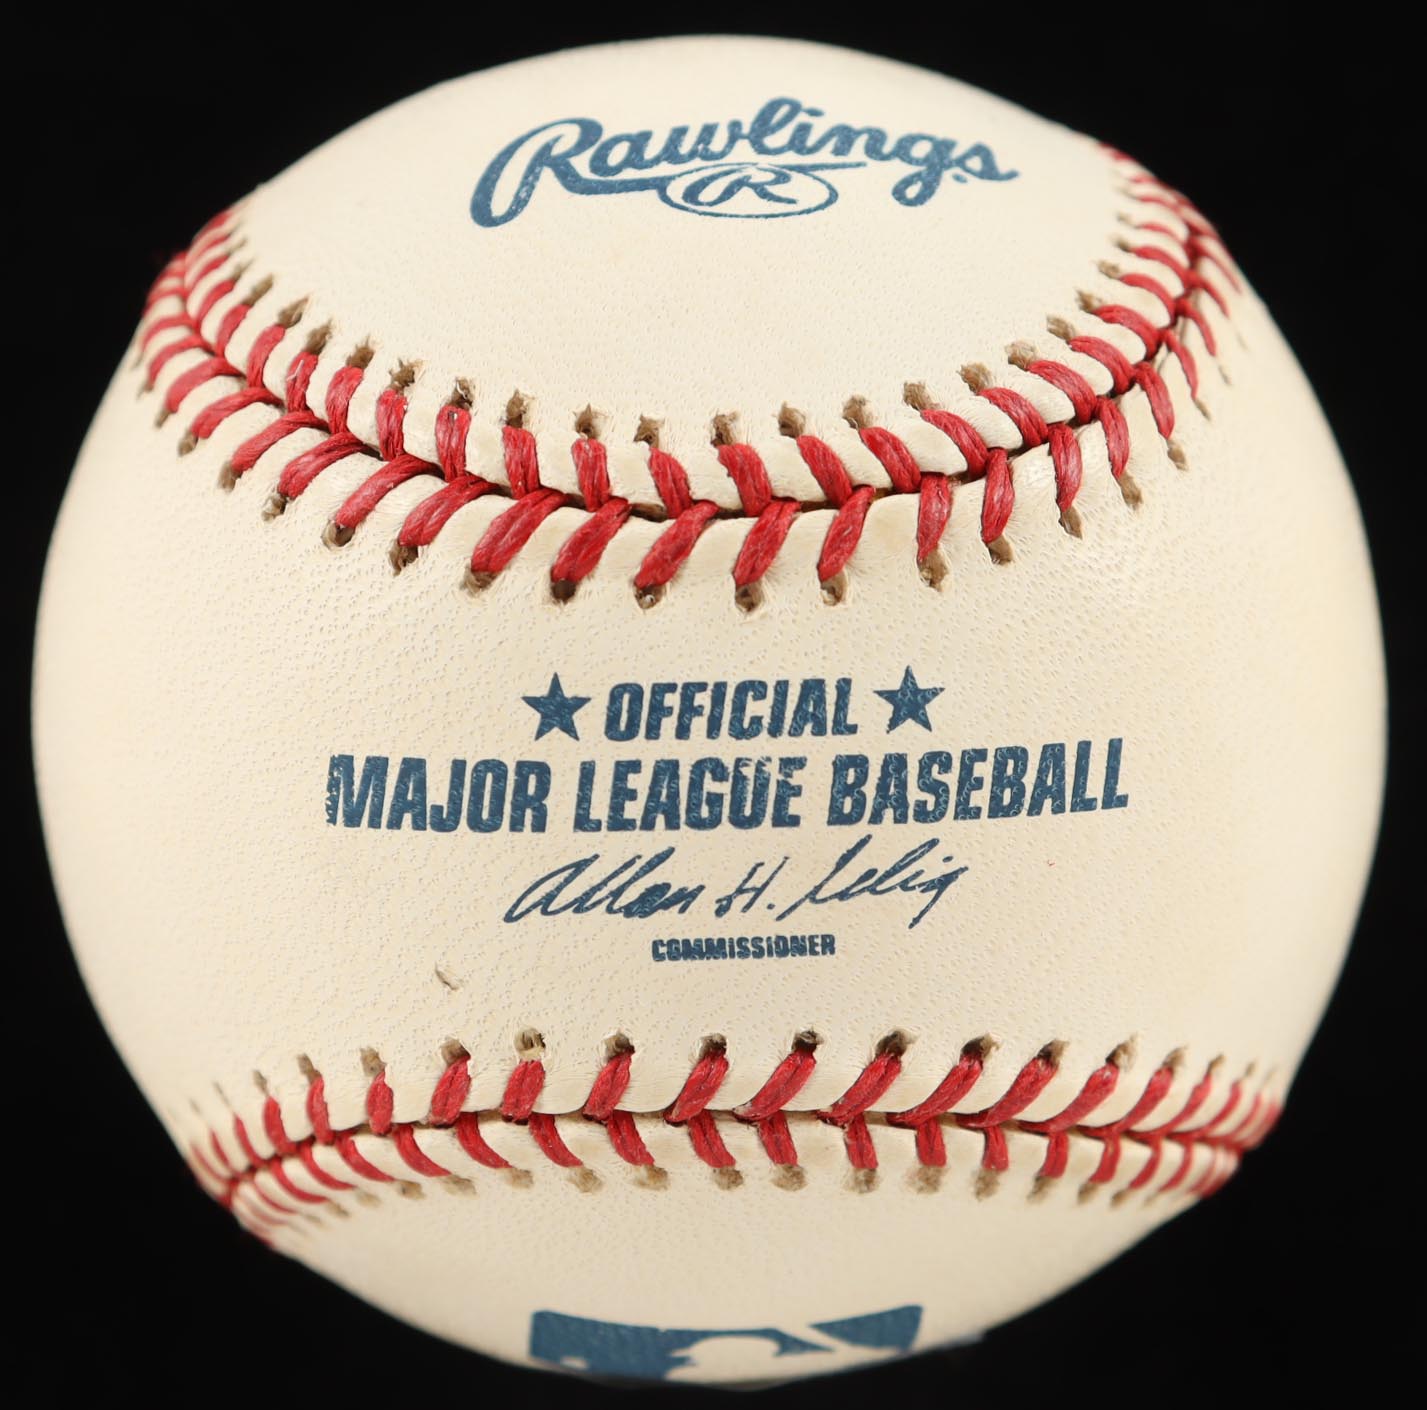 Rawlings
R
★ OFFICIAL ★
MAJOR LEAGUE BASEBALL
Allan H. Selig
COMMISSIONER